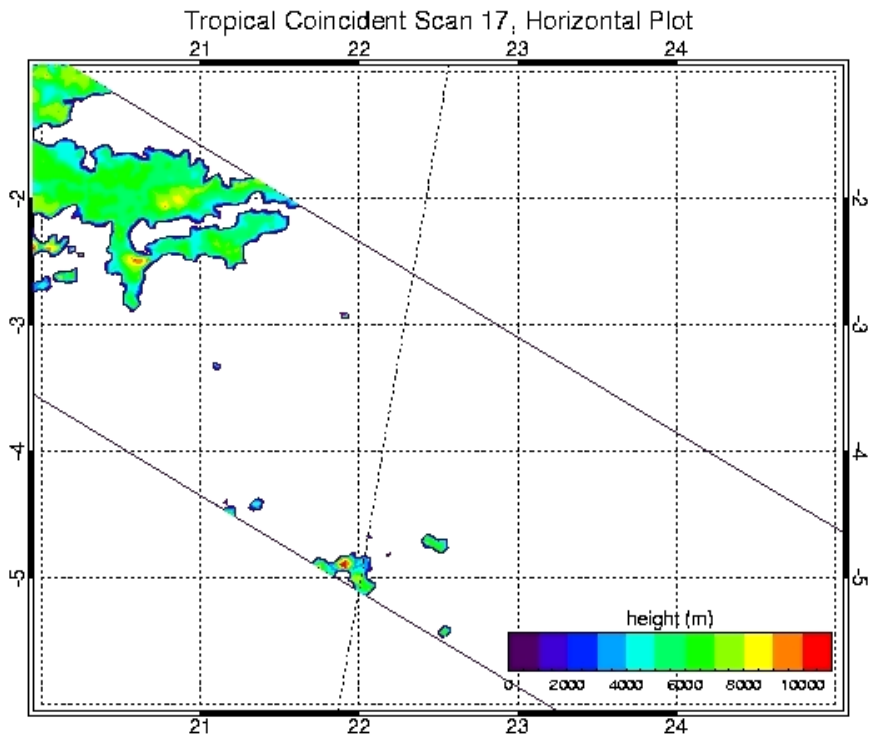 Tropical Coincident Scan 17, Horizontal Plot
21 22 23 24
-2 -2
-3 -3
-4 -4
-5 -5
height (m)
0 2000 4000 6000 8000 10000
21 22 23 24